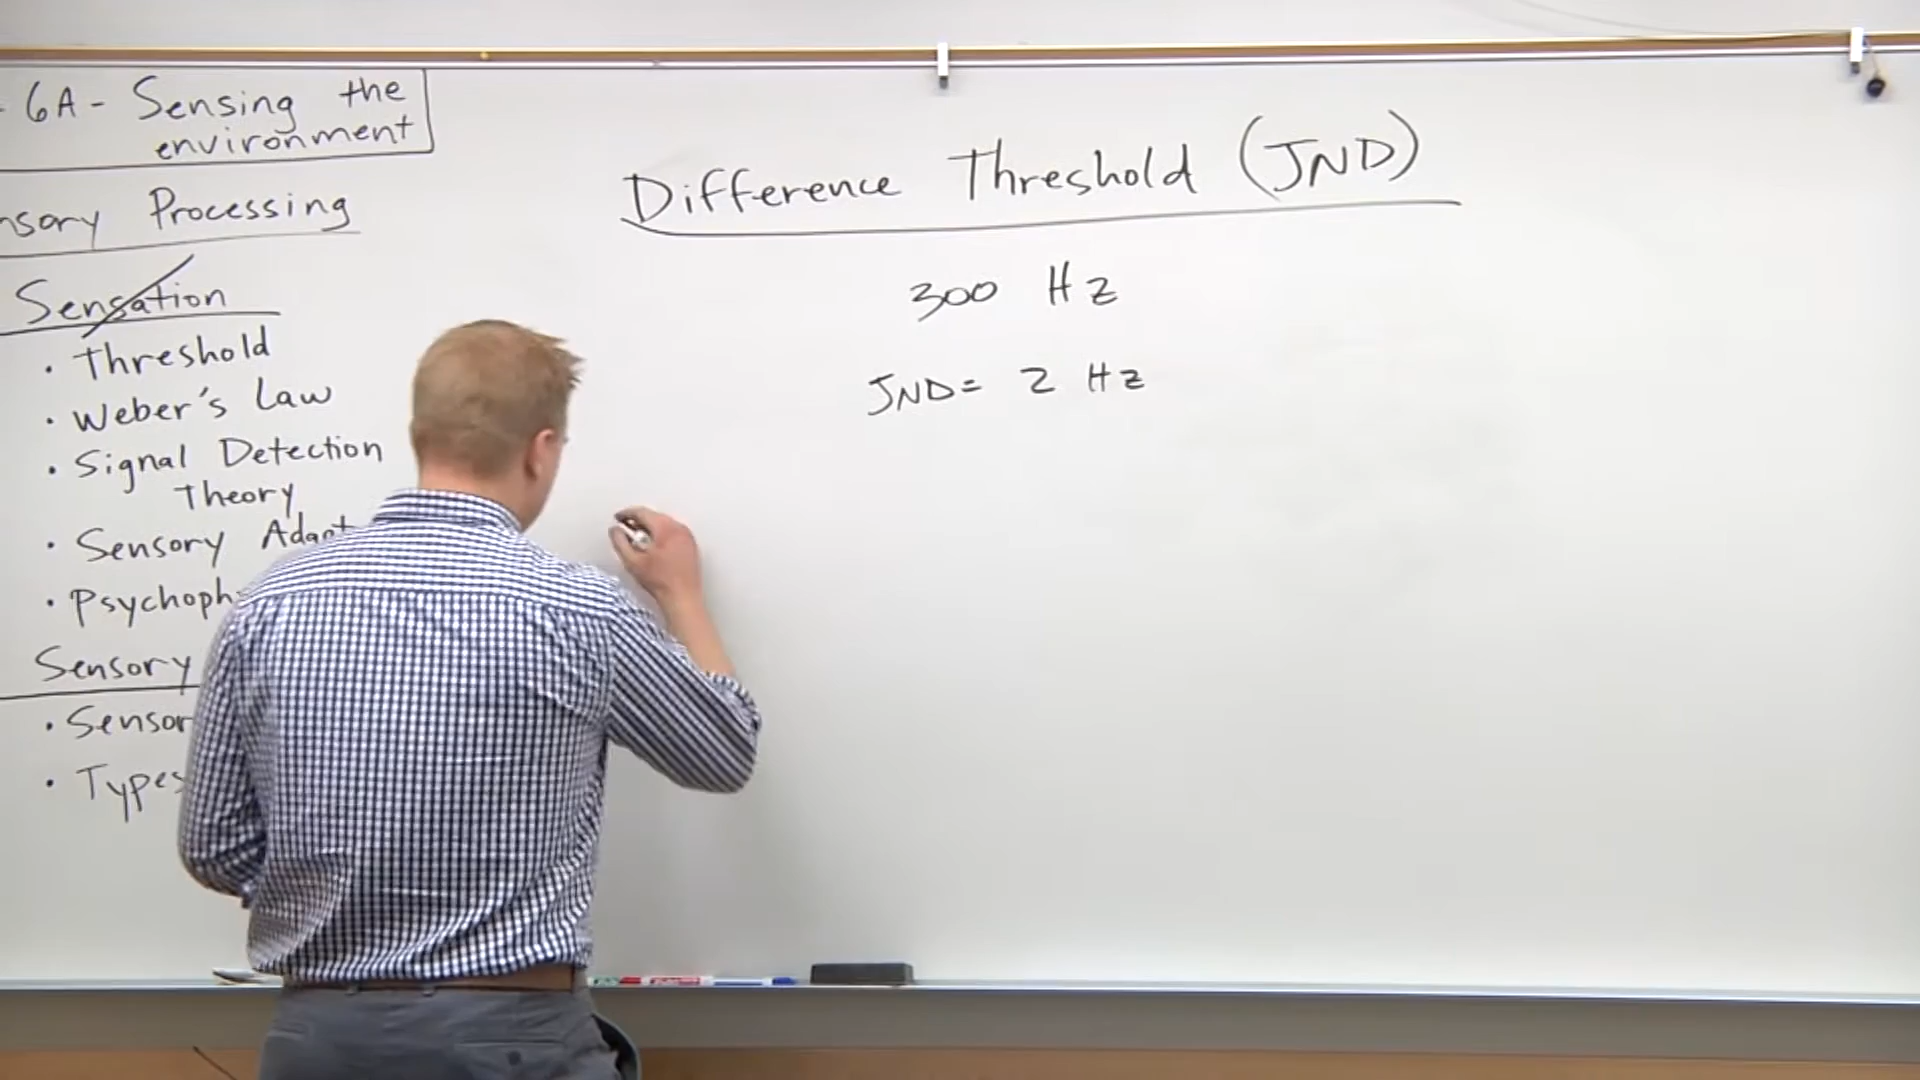 - 6A - Sensing the
environment
Processing
Sensation
• Threshold
• Weber's Law
• Signal Detection
Theory
• Sensory
•
Sensory
•
• Types
Difference Threshold (JND)
300 Hz
JND= 2 Hz